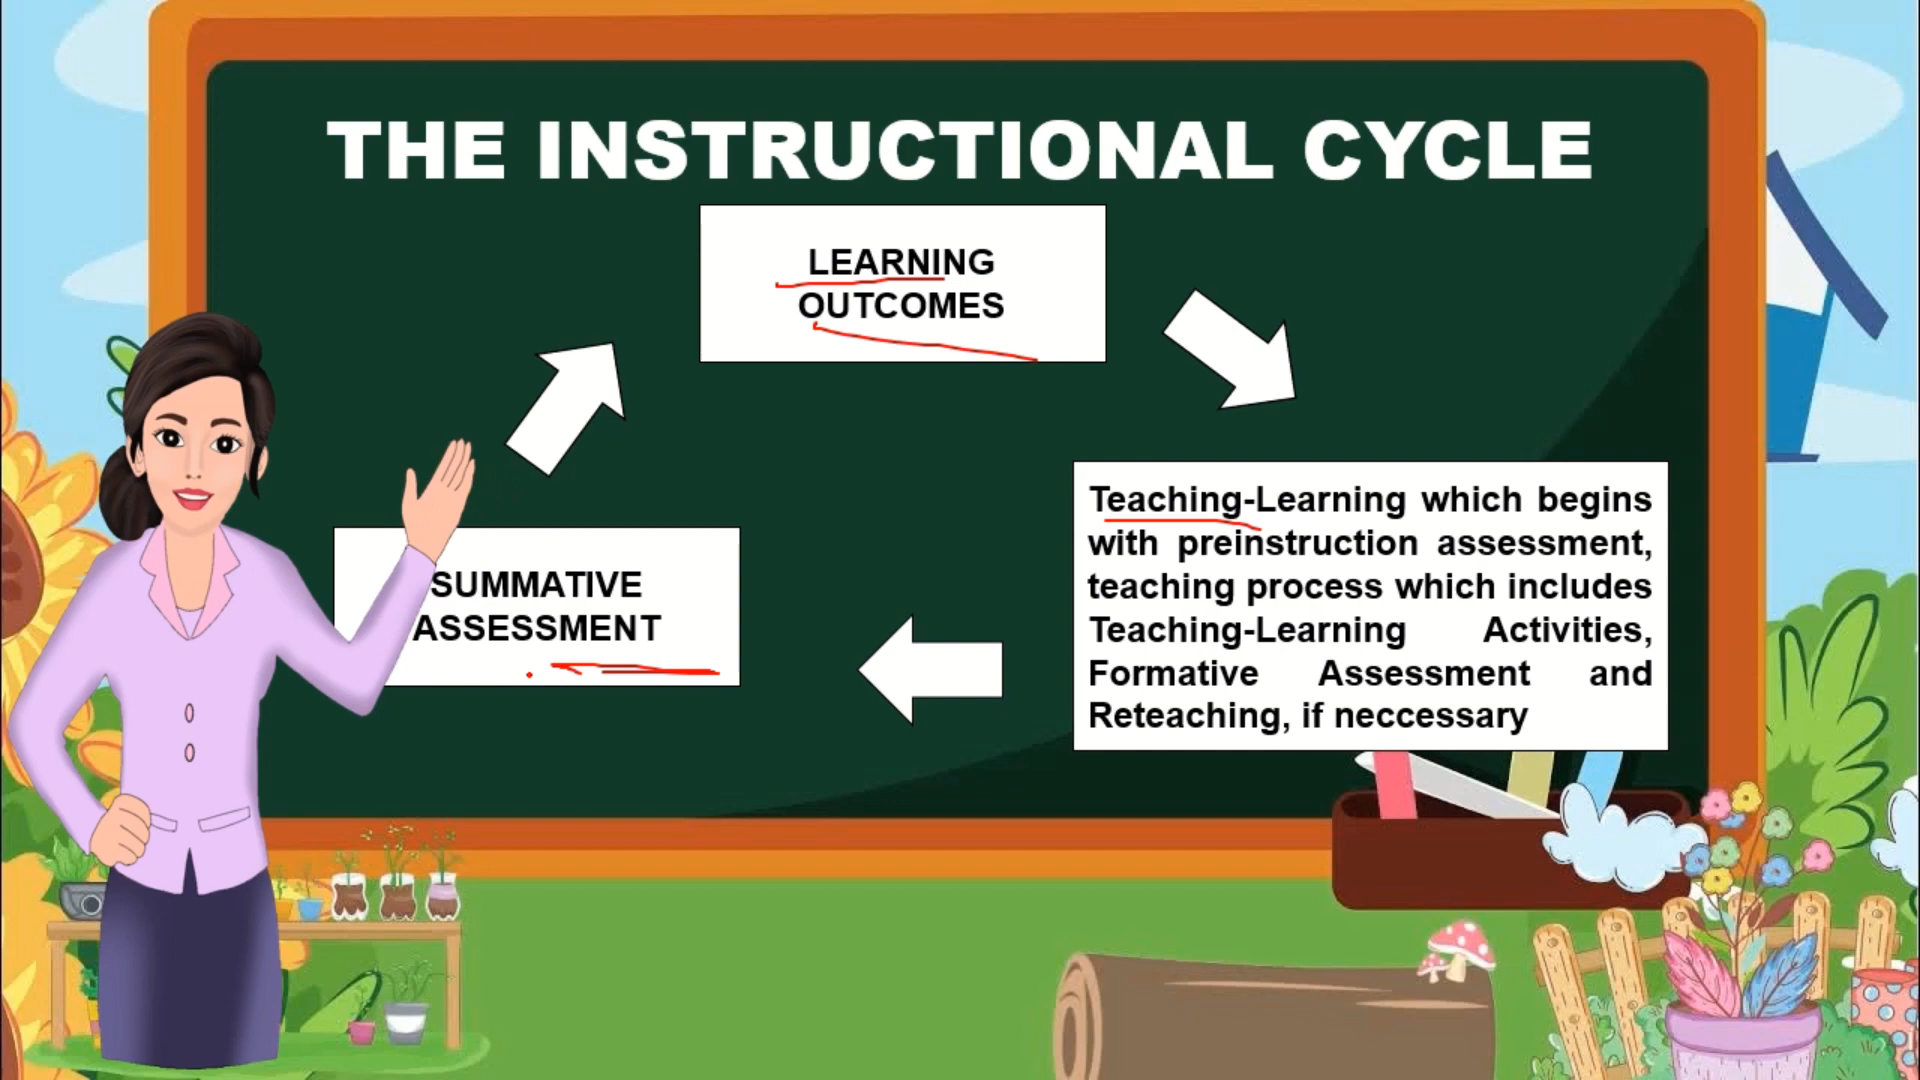 THE INSTRUCTIONAL CYCLE
LEARNING
OUTCOMES
Teaching-Learning which begins
with preinstruction assessment,
teaching process which includes
Teaching-Learning Activities,
Formative Assessment and
Reteaching, if neccessary
SUMMATIVE
ASSESSMENT